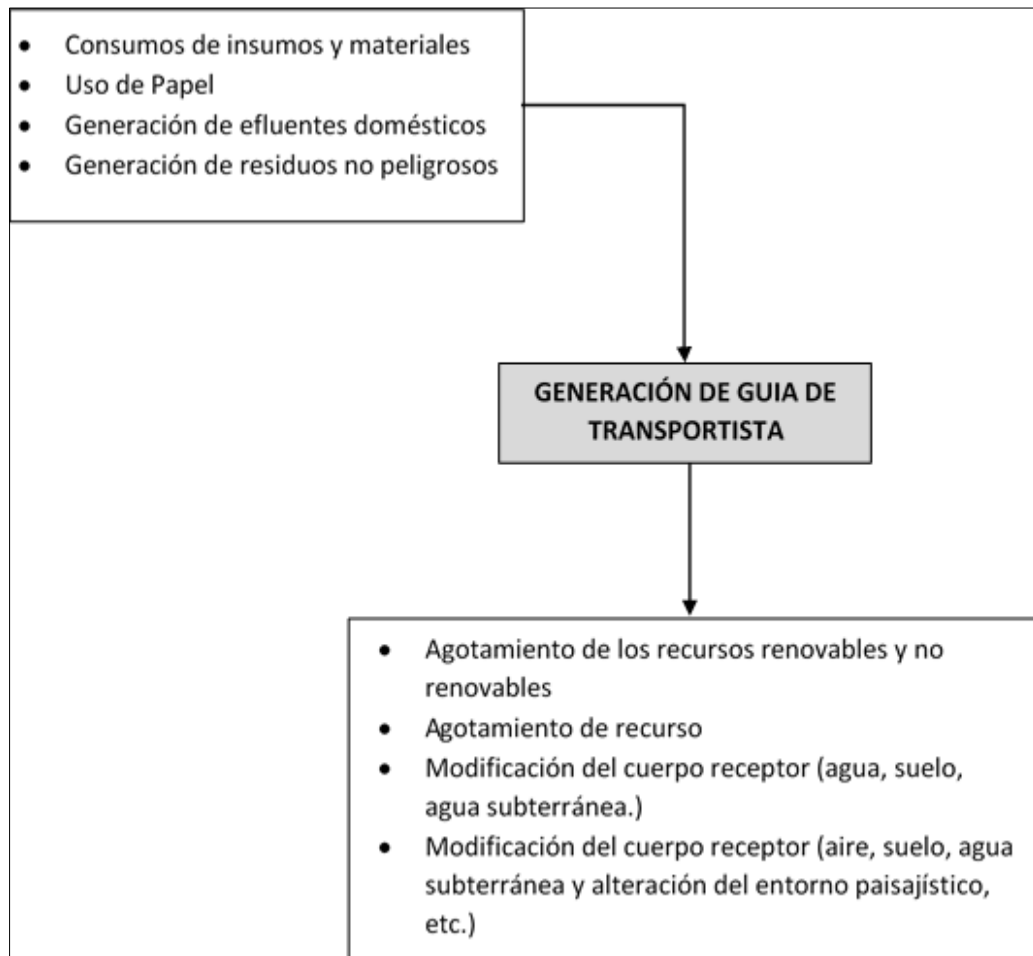 • Consumos de insumos y materiales
• Uso de Papel
• Generación de efluentes domésticos
• Generación de residuos no peligrosos
GENERACIÓN DE GUIA DE
TRANSPORTISTA
• Agotamiento de los recursos renovables y no
renovables
• Agotamiento de recurso
• Modificación del cuerpo receptor (agua, suelo,
agua subterránea.)
• Modificación del cuerpo receptor (aire, suelo, agua
subterránea y alteración del entorno paisajístico,
etc.)